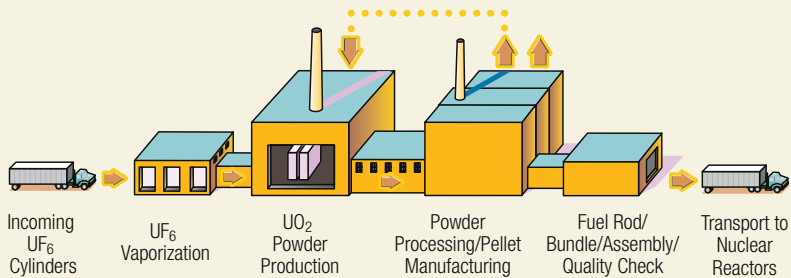 Incoming
UF6
Cylinders
UF6
Vaporization
UO2
Powder
Production
Powder
Processing/Pellet
Manufacturing
Fuel Rod/
Bundle/Assembly/
Quality Check
Transport to
Nuclear
Reactors